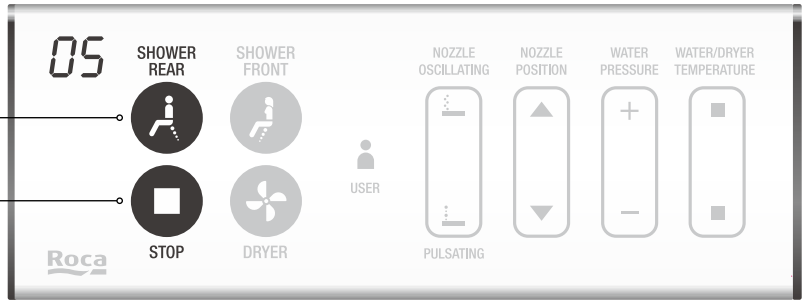 05
SHOWER
REAR
SHOWER
FRONT
NOZZLE
OSCILLATING
NOZZLE
POSITION
WATER
PRESSURE
WATER/DRYER
TEMPERATURE
USER
STOP
DRYER
PULSATING
Roca